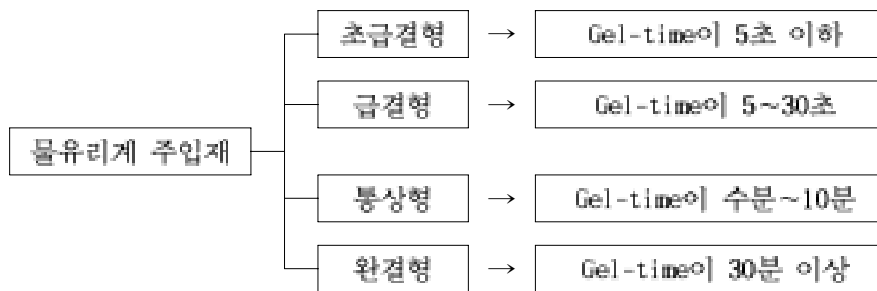 초급결형 → Gel-time이 5초 이하
급결형 → Gel-time이 5~30초
물유리계 주입재
통상형 → Gel-time이 수분~10분
완결형 → Gel-time이 30분 이상